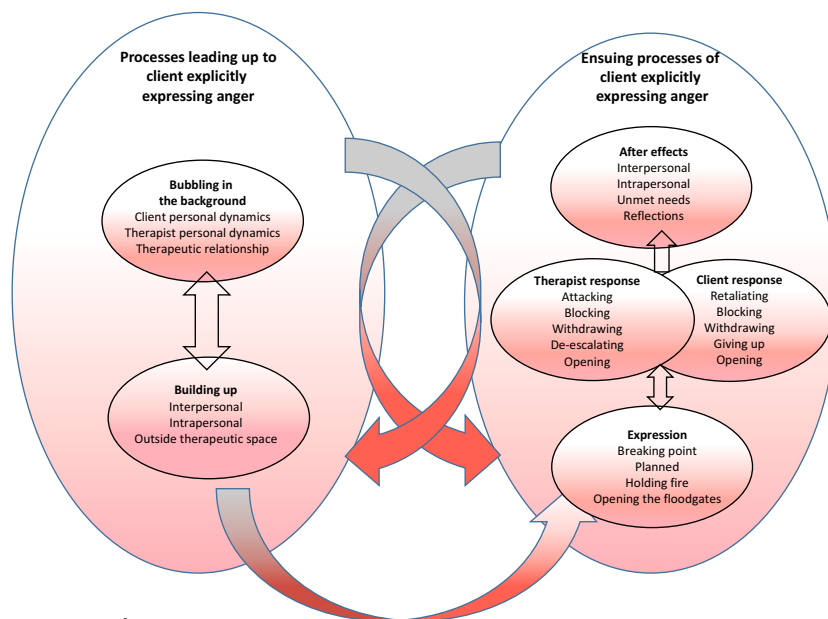 Processes leading up to
client explicitly
expressing anger
Bubbling in
the background
Client personal dynamics
Therapist personal dynamics
Therapeutic relationship
Building up
Interpersonal
Intrapersonal
Outside therapeutic space
Ensuing processes of
client explicitly
expressing anger
After effects
Interpersonal
Intrapersonal
Unmet needs
Reflections
Therapist response
Attacking
Blocking
Withdrawing
De-escalating
Opening
Client response
Retaliating
Blocking
Withdrawing
Giving up
Opening
Expression
Breaking point
Planned
Holding fire
Opening the floodgates